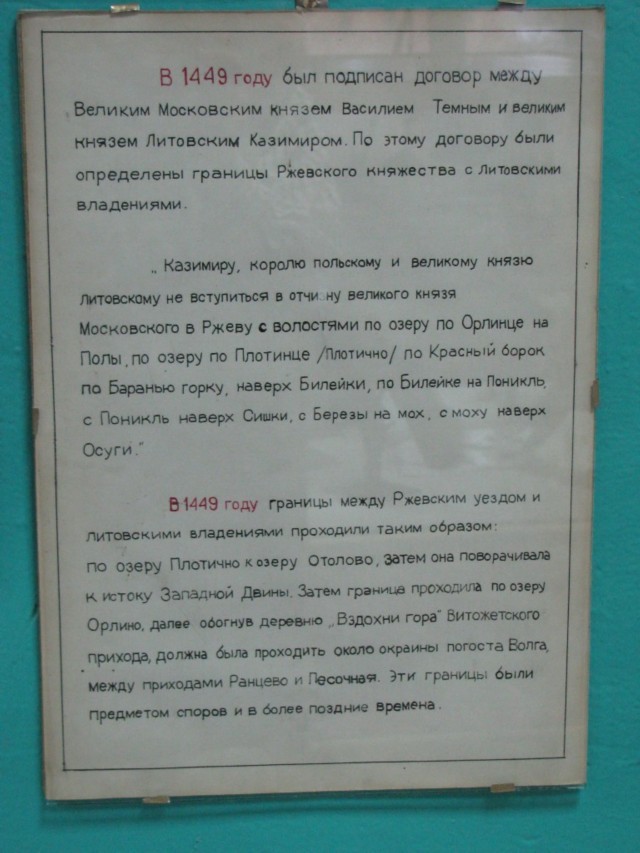 В 1449 году был подписан договор между
Великим Московским князем Василием Темным и великим
князем Литовским Казимиром. По этому договору были
определены границы Ржевского княжества с Литовскими
владениями.
„Казимиру, королю польскому и великому князю
литовскому не вступиться в отчину великого князя
Московского в Ржеву с волостями по озеру по Орлинце на
Полы, по озеру по Плотинце /Плотично/ по Красный борок
по Баранью горку, наверх Билейки, по Билейке на Поникль,
с Поникль наверх Сишки, с Березы на мох, с моху наверх
Осуги."
В 1449 году границы между Ржевским уездом и
литовскими владениями проходили таким образом:
по озеру Плотично к озеру Отолово, затем она поворачивала
к истоку Западной Двины. Затем граница проходила по озеру
Орлино, далее обогнув деревню „Вздохни гора" Витожетского
прихода, должна была проходить около окраины погоста Волга,
между приходами Ранцево и Песочная. Эти границы были
предметом споров и в более поздние времена.